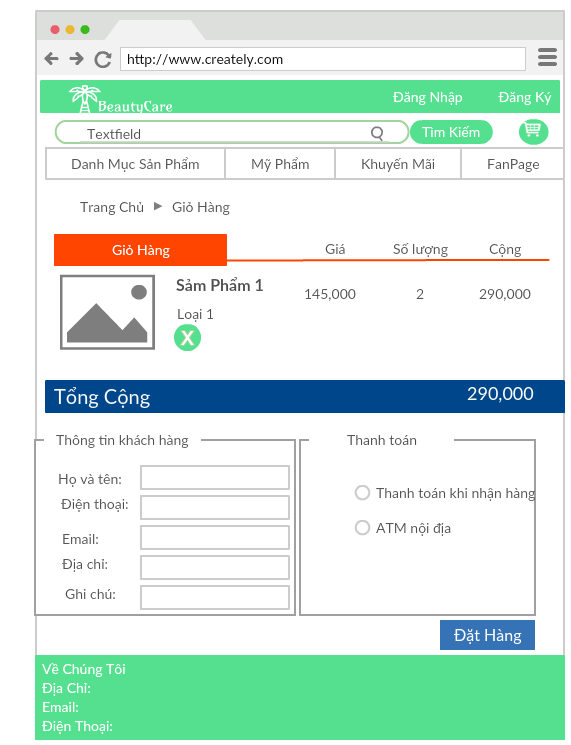 http://www.creately.com
BeautyCare
Đăng Nhập Đăng Ký
Textfield Tìm Kiếm
Danh Mục Sản Phẩm Mỹ Phẩm Khuyến Mãi FanPage
Trang Chủ Giỏ Hàng
Giỏ Hàng Giá Số lượng Cộng
Sảm Phẩm 1
145,000 2 290,000
Loại 1
X
Tổng Cộng 290,000
Thông tin khách hàng Thanh toán
Họ và tên:
Thanh toán khi nhận hàng
Điện thoại:
ATM nội địa
Email:
Địa chỉ:
Ghi chú:
Đặt Hàng
Về Chúng Tôi
Địa Chỉ:
Email:
Điện Thoại: